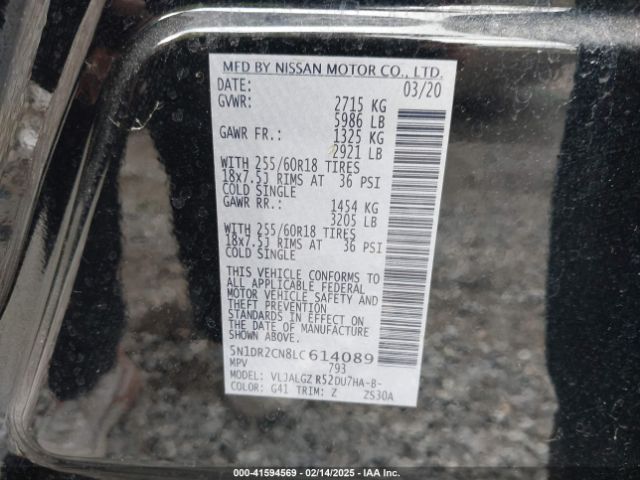 MFD BY NISSAN MOTOR CO., LTD.
DATE: 03/20
GVWR: 2715 KG
5986 LB
GAWR FR.: 1325 KG
2921 LB
WITH 255/60R18 TIRES
18x7.5J RIMS AT 36 PSI
COLD SINGLE
GAWR RR.: 1454 KG
3205 LB
WITH 255/60R18 TIRES
18x7.5J RIMS AT 36 PSI
COLD SINGLE
THIS VEHICLE CONFORMS TO
ALL APPLICABLE FEDERAL
MOTOR VEHICLE SAFETY AND
THEFT PREVENTION
STANDARDS IN EFFECT ON
THE DATE OF MANUFACTURE
SHOWN ABOVE.
5N1DR2CN8LC614089
MPV 793
MODEL: VLJALGZ R52DU7HA-B-
COLOR: G41 TRIM: Z ZS30A
000-41594569 - 02/14/2025 - IAA Inc.